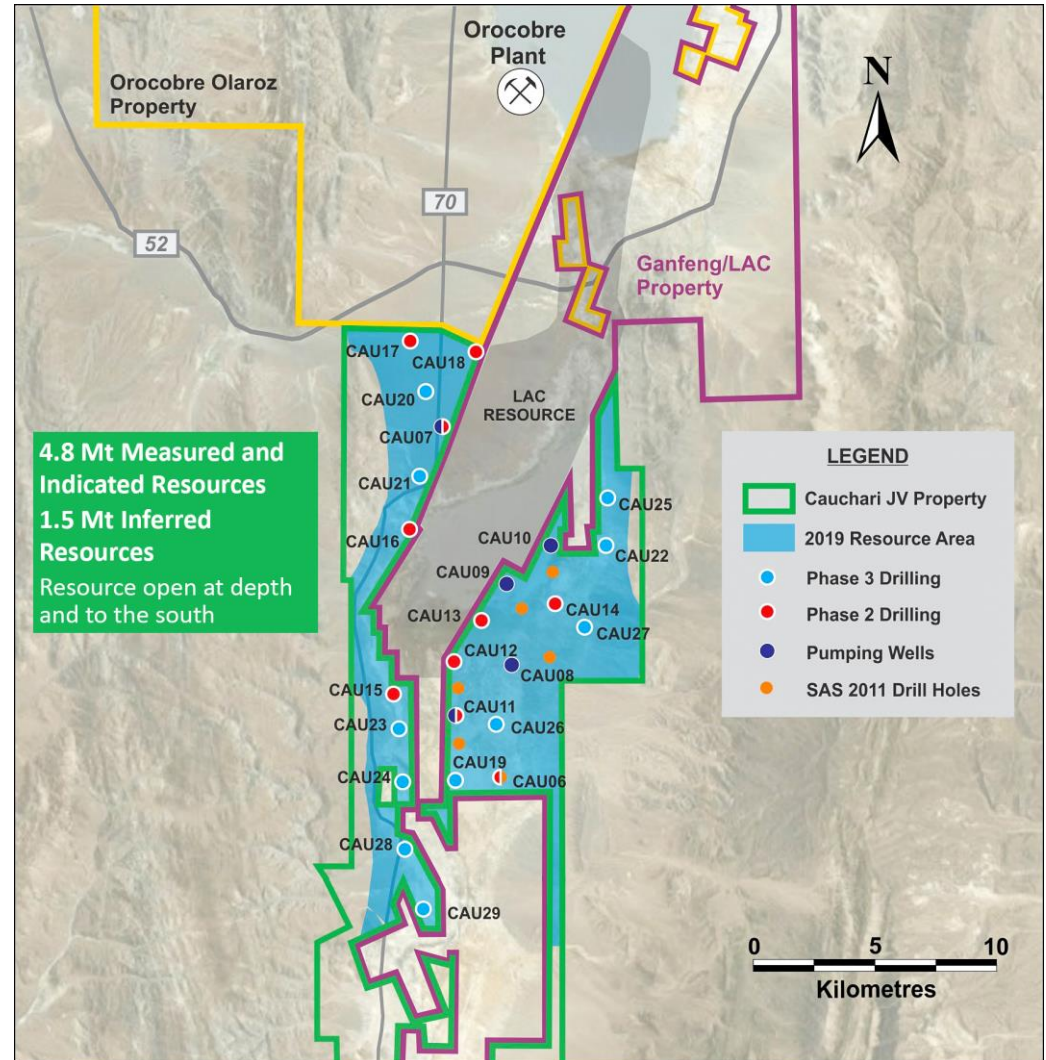 Orocobre
Plant
N
Orocobre Olaroz
Property
70
52
Ganfeng/LAC
Property
CAU17
CAU18
CAU20
LAC
RESOURCE
CAU07
4.8 Mt Measured and
Indicated Resources
1.5 Mt Inferred
Resources
Resource open at depth
and to the south
CAU21
CAU25
CAU16
CAU10
CAU22
CAU09
CAU14
CAU13
CAU27
CAU12
CAU08
CAU15
CAU11
CAU23
CAU26
CAU19
CAU24
CAU06
CAU28
CAU29
LEGEND
Cauchari JV Property
2019 Resource Area
Phase 3 Drilling
Phase 2 Drilling
Pumping Wells
SAS 2011 Drill Holes
0 5 10
Kilometres